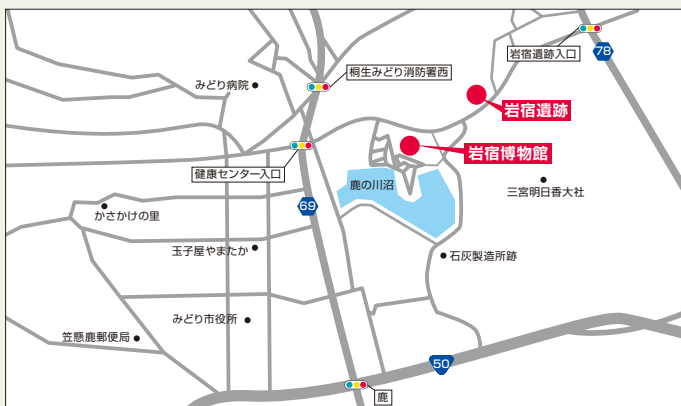 岩宿遺跡入口
78
桐生みどり消防署西
みどり病院
岩宿遺跡
岩宿博物館
健康センター入口
鹿の川沼
三宮明日香大社
69
かさかけの里
玉子屋やまたか
石灰製造所跡
みどり市役所
笠懸鹿郵便局
50
鹿